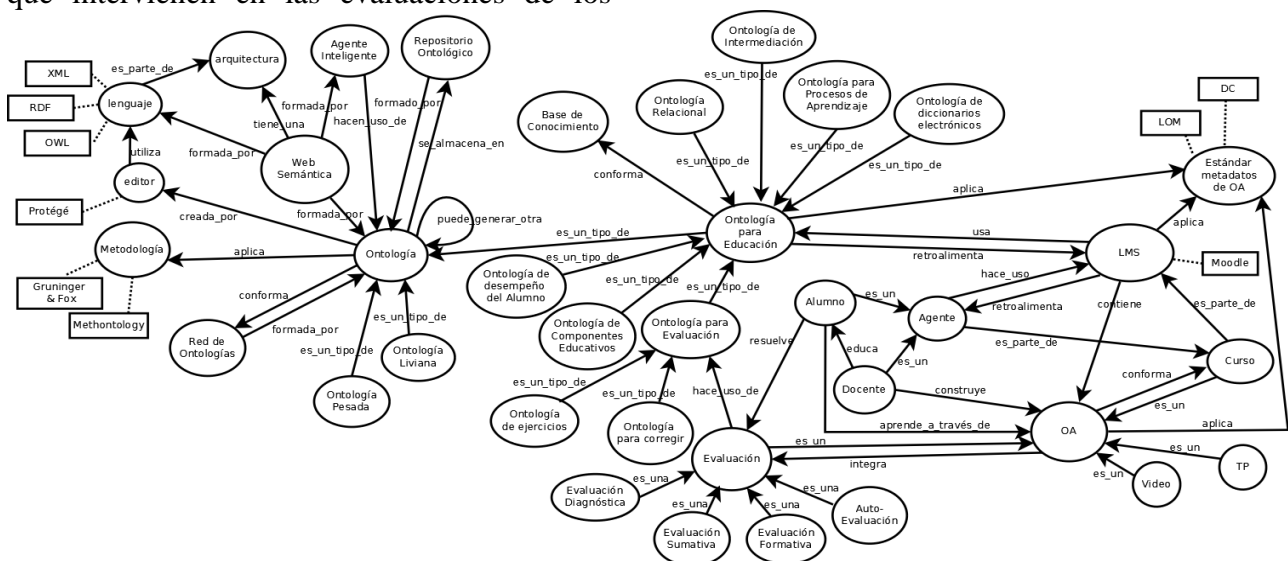 que intervienen en las evaluaciones de los
XML
RDF
OWL
es_parte_de
lenguaje
arquitectura
Agente
Inteligente
Repositorio
Ontológico
formada_por
tiene_una
hacen_uso_de
formado_por
se_almacena_en
formada_por
utiliza
Web
Semántica
editor
Protégé
creada_por
formada_por
puede_generar_otra
Metodología
aplica
Ontología
Gruninger
& Fox
Methontology
conforma
formada_por
Red de
Ontologías
es_un_tipo_de
es_un_tipo_de
Ontología
Liviana
Ontología
Pesada
Ontología de
Intermediación
es_un_tipo_de
Ontología para
Procesos de
Aprendizaje
Ontología
Relacional
Base de
Conocimiento
Ontología de
diccionarios
electrónicos
es_un_tipo_de
es_un_tipo_de
es_un_tipo_de
conforma
Ontología
para
Educación
es_un_tipo_de
es_un_tipo_de
es_un_tipo_de
es_un_tipo_de
Ontología de
desempeño
del Alumno
Ontología de
Componentes
Educativos
Ontología para
Evaluación
es_un_tipo_de
es_un_tipo_de
hace_uso_de
Ontología
de ejercicios
Ontología
para corregir
DC
LOM
Estándar
metadatos
de OA
aplica
aplica
usa
retroalimenta
LMS
Moodle
hace_uso
retroalimenta
contiene
es_parte_de
Alumno
es_un
Agente
resuelve
educa
es_un
es_parte_de
Curso
Docente
construye
conforma
es_un
aprende_a_través_de
OA
aplica
es_un
integra
es_un
es_un
Video
TP
Evaluación
es_una
es_una
es_una
es_una
Evaluación
Diagnóstica
Evaluación
Sumativa
Evaluación
Formativa
Auto-
Evaluación